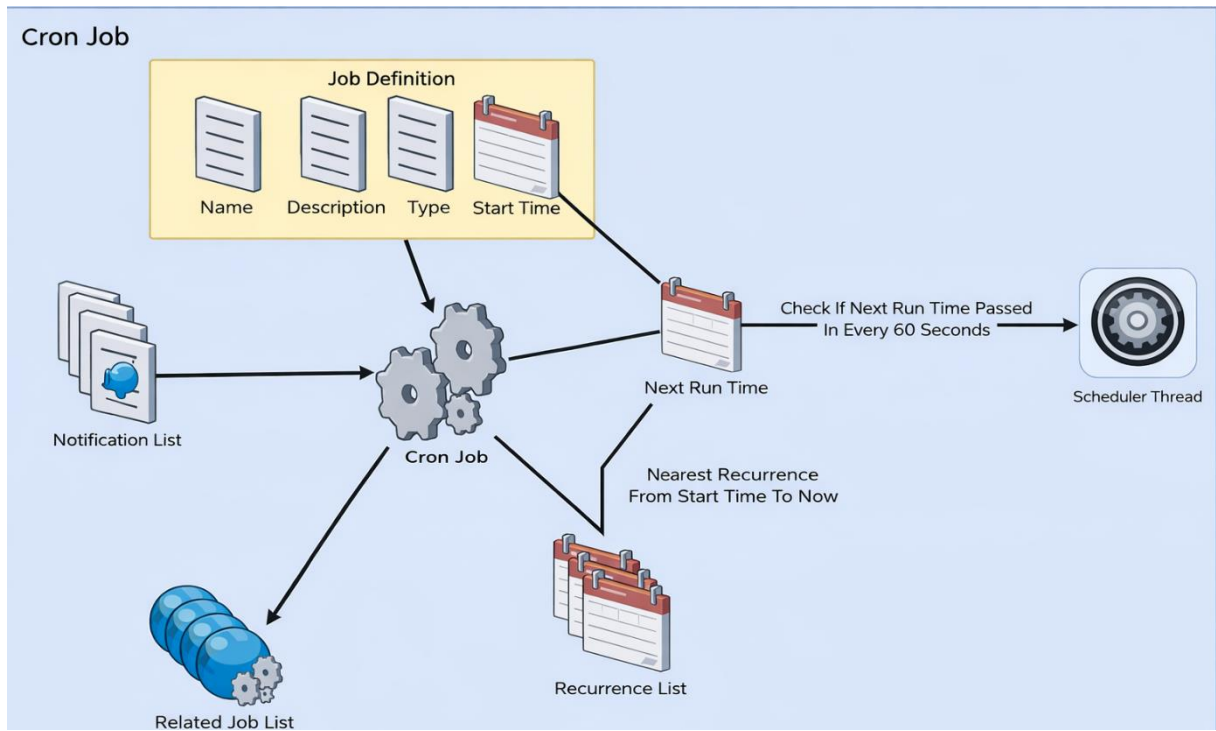 Cron Job
Job Definition
Name
Description
Type
Start Time
Check If Next Run Time Passed
In Every 60 Seconds
Next Run Time
Scheduler Thread
Notification List
Cron Job
Nearest Recurrence
From Start Time To Now
Recurrence List
Related Job List